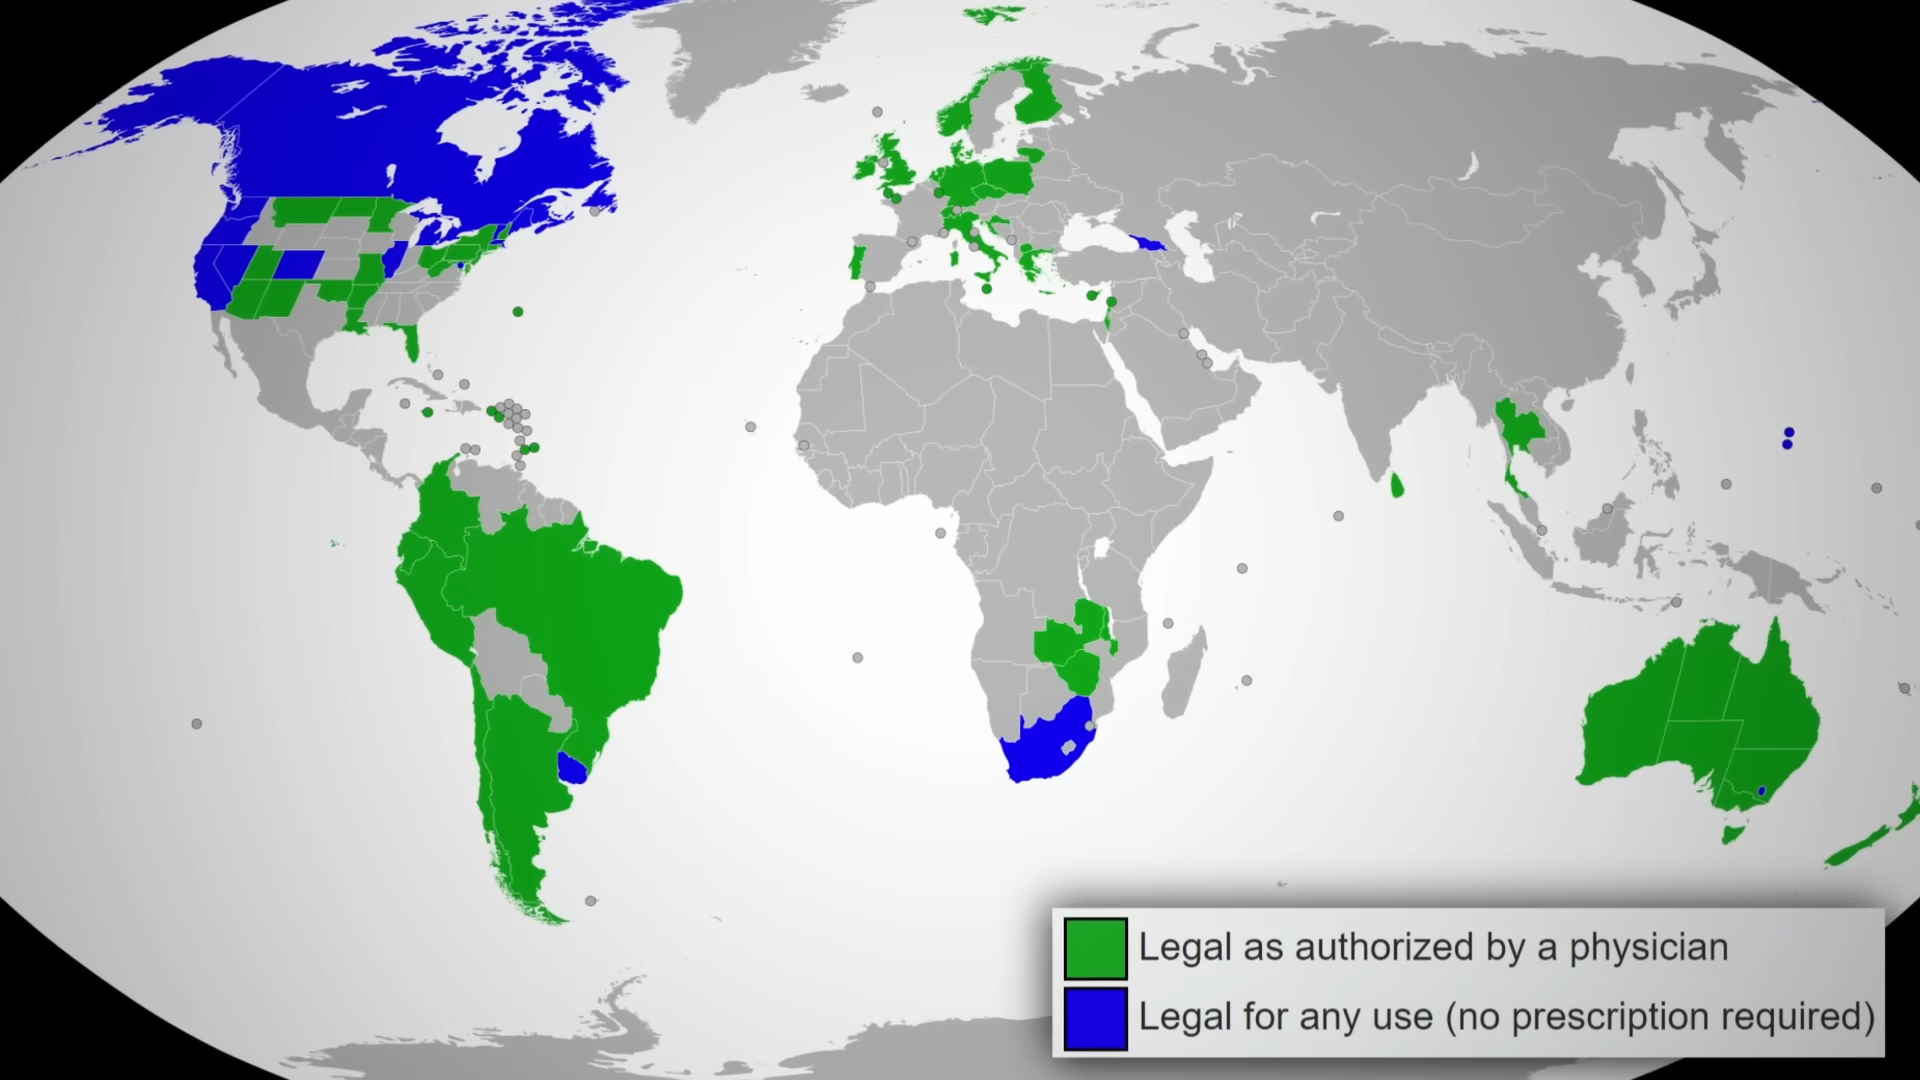 Legal as authorized by a physician
Legal for any use (no prescription required)